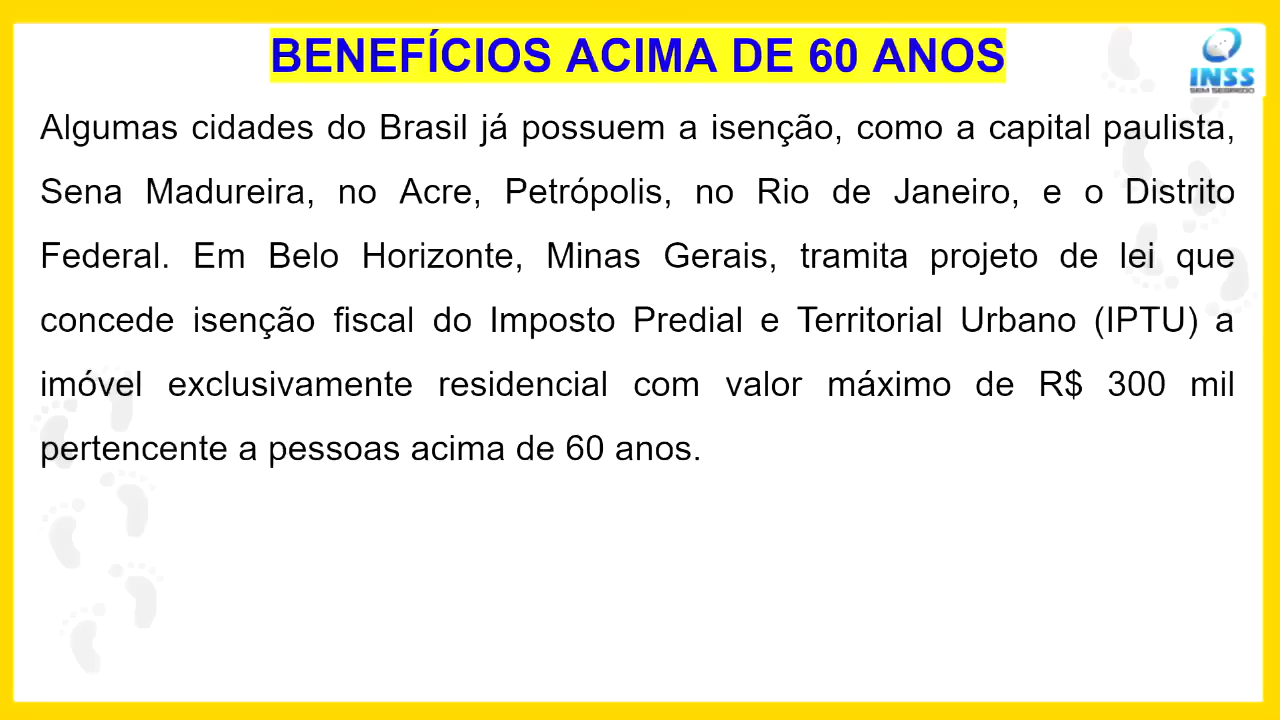 BENEFÍCIOS ACIMA DE 60 ANOS
INSS
SEM SEGREDO
Algumas cidades do Brasil já possuem a isenção, como a capital paulista,
Sena Madureira, no Acre, Petrópolis, no Rio de Janeiro, e o Distrito
Federal. Em Belo Horizonte, Minas Gerais, tramita projeto de lei que
concede isenção fiscal do Imposto Predial e Territorial Urbano (IPTU) a
imóvel exclusivamente residencial com valor máximo de R$ 300 mil
pertencente a pessoas acima de 60 anos.